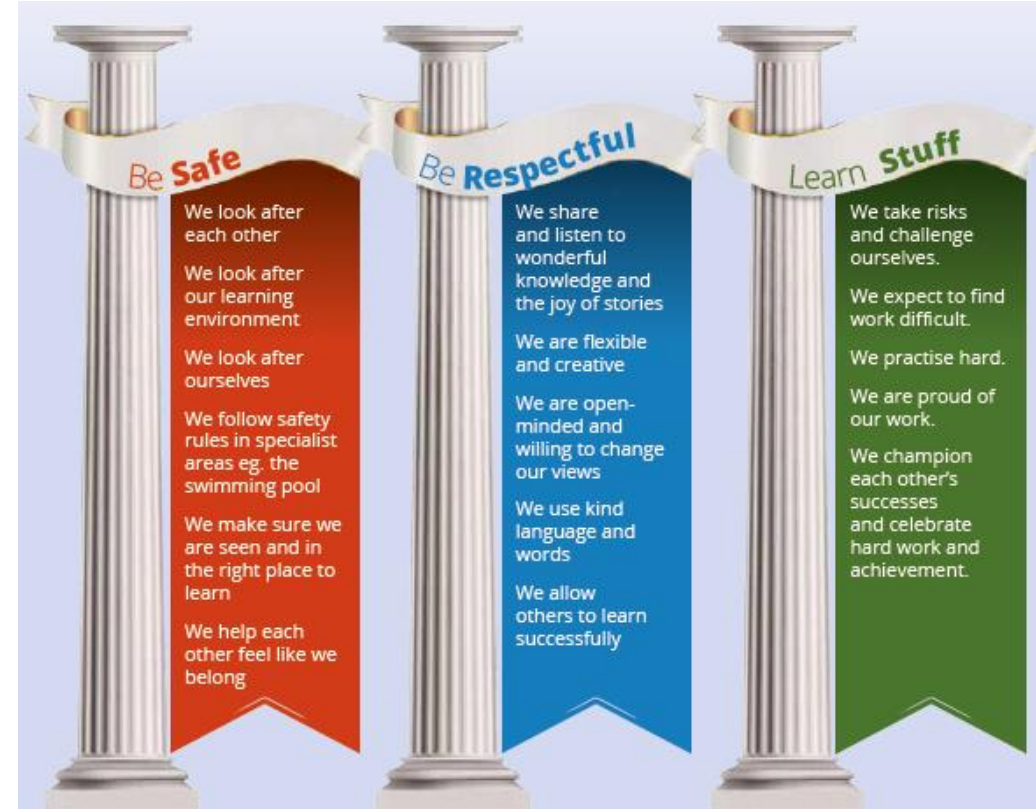 Be Safe
We look after
each other
We look after
our learning
environment
We look after
ourselves
We follow safety
rules in specialist
areas eg. the
swimming pool
We make sure we
are seen and in
the right place to
learn
We help each
other feel like we
belong
Be Respectful
We share
and listen to
wonderful
knowledge and
the joy of stories
We are flexible
and creative
We are open-
minded and
willing to change
our views
We use kind
language and
words
We allow
others to learn
successfully
Learn Stuff
We take risks
and challenge
ourselves.
We expect to find
work difficult.
We practise hard.
We are proud of
our work.
We champion
each other's
successes
and celebrate
hard work and
achievement.